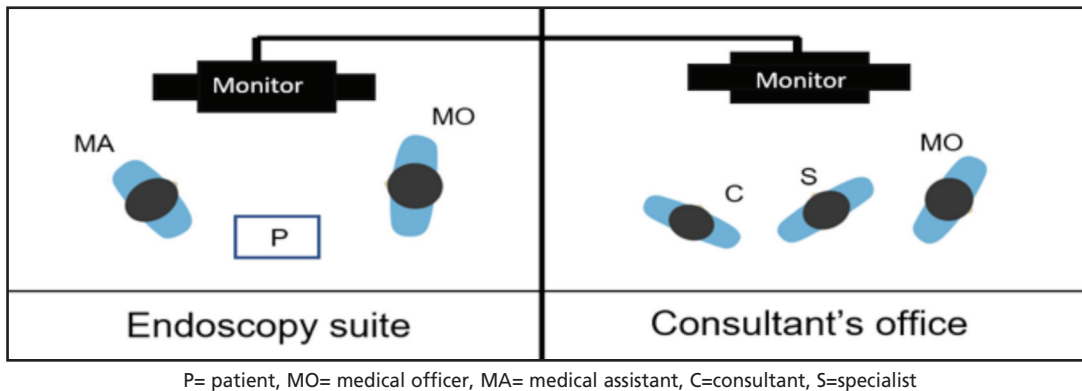 Monitor
MA
MO
P
Endoscopy suite
Monitor
C
S
MO
Consultant's office
P= patient, MO= medical officer, MA= medical assistant, C=consultant, S=specialist